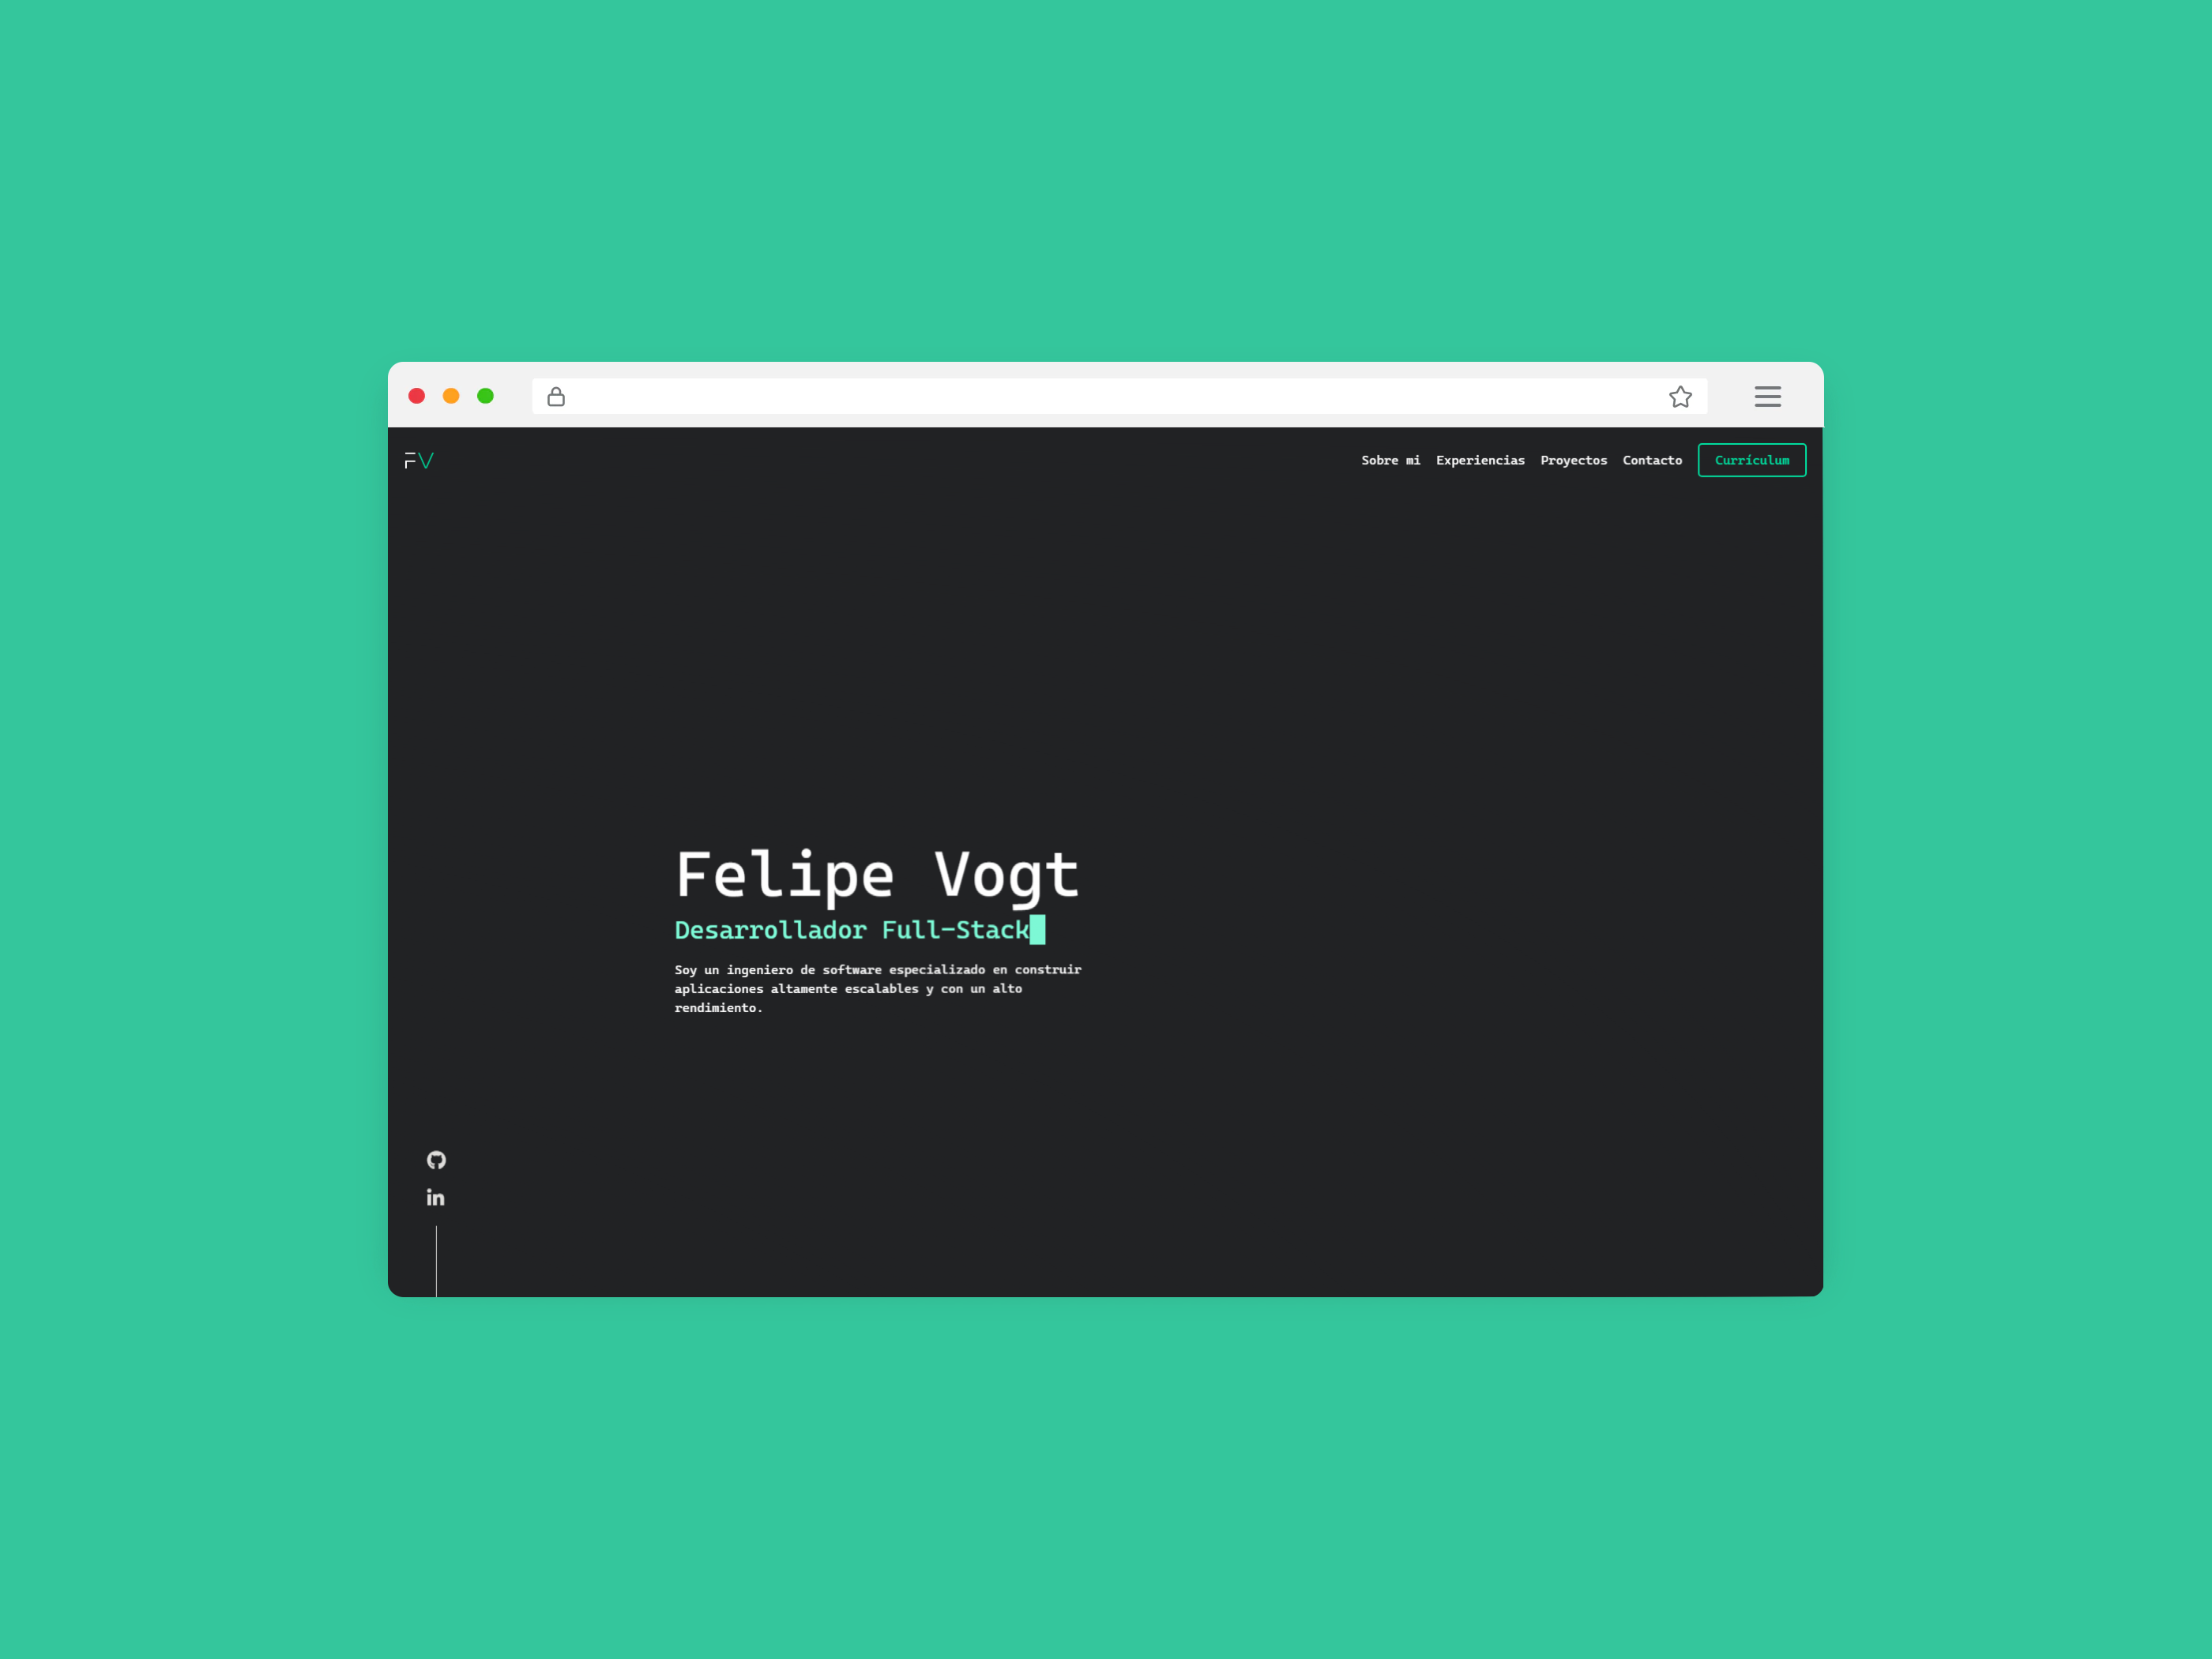 FV
Sobre mi Experiencias Proyectos Contacto Currículum
Felipe Vogt
Desarrollador Full-Stack
Soy un ingeniero de software especializado en construir
aplicaciones altamente escalables y con un alto
rendimiento.
in